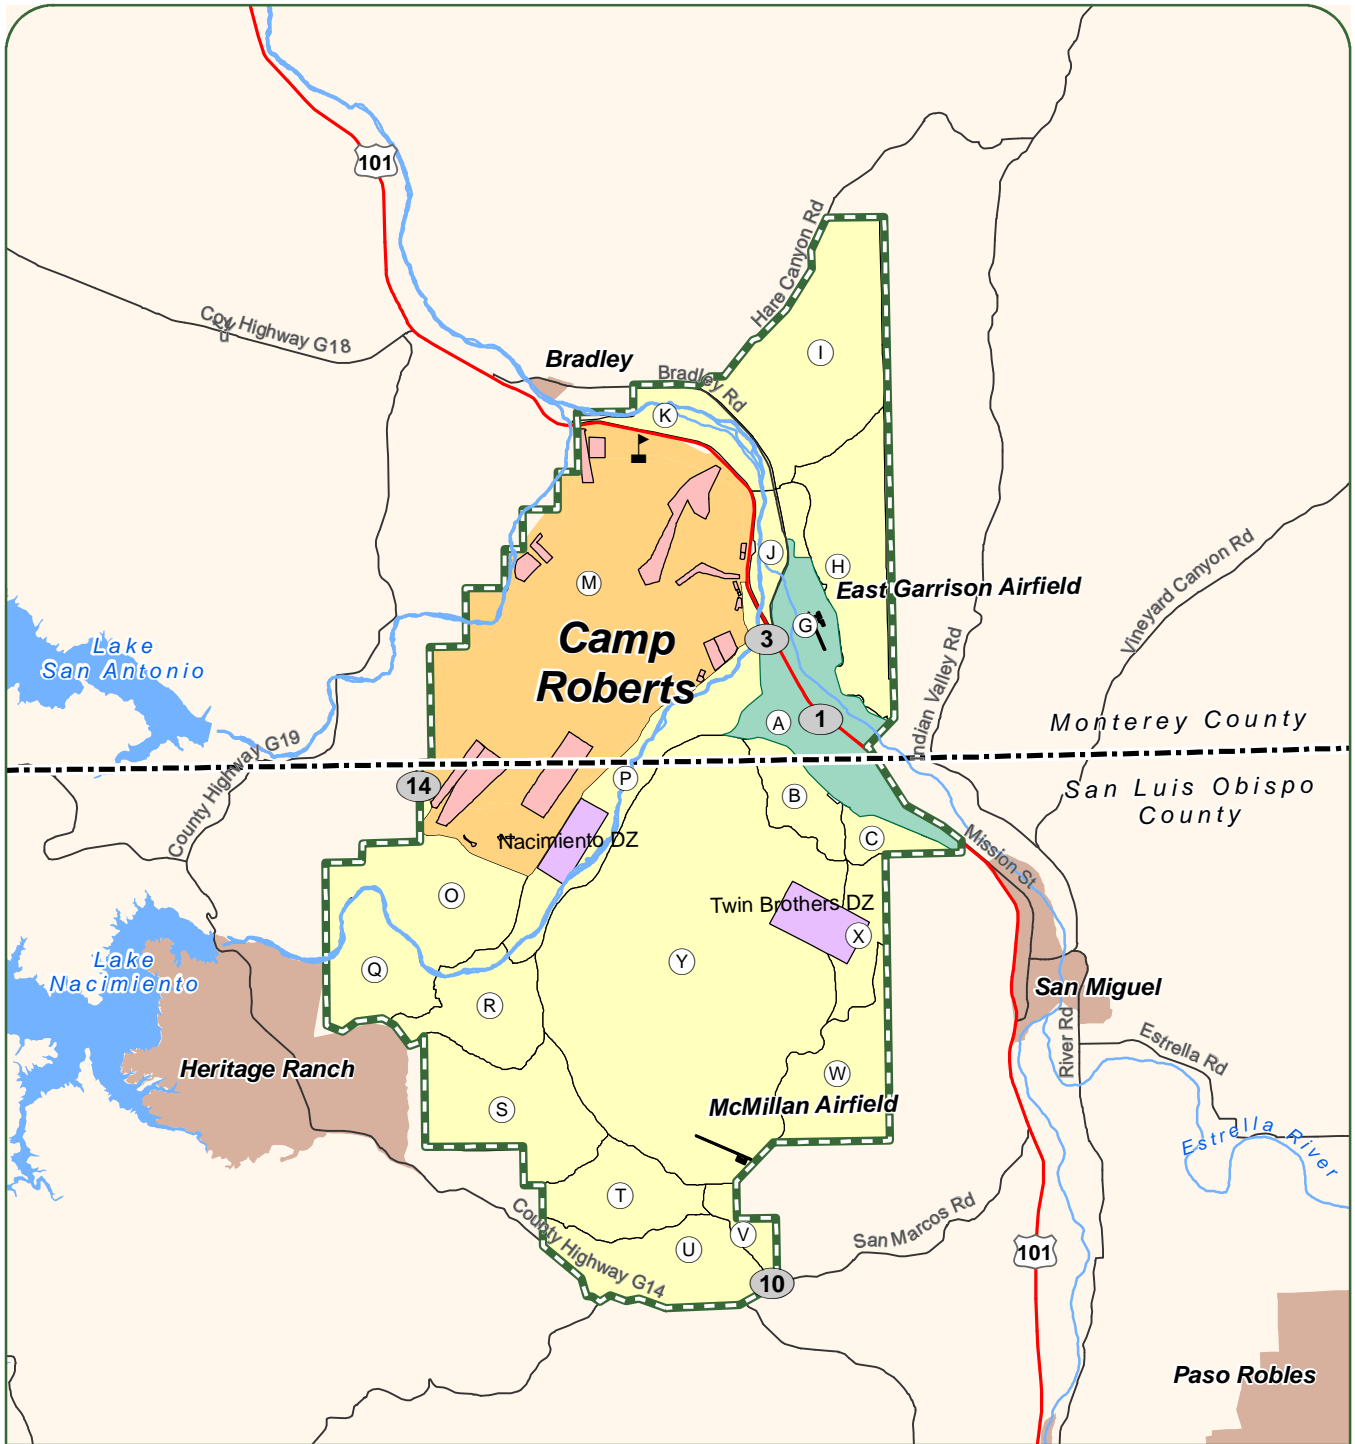 101
Hare Canyon Rd
Coy Highway G18
I
Bradley
Bradley Rd
K
J
H
M
East Garrison Airfield
Vineyard Canyon Rd
G
3
Camp
Roberts
Lake
San Antonio
Indian Valley Rd
A
1
Monterey County
County Highway G19
14
P
B
San Luis Obispo
County
C
Nacimiento DZ
Mission St
O
Twin Brothers DZ
X
Lake
Nacimiento
Q
Y
R
San Miguel
River Rd
Estrella Rd
Heritage Ranch
W
S
McMillan Airfield
Estrella River
T
County Highway G14
San Marcos Rd
V
U
101
10
Paso Robles